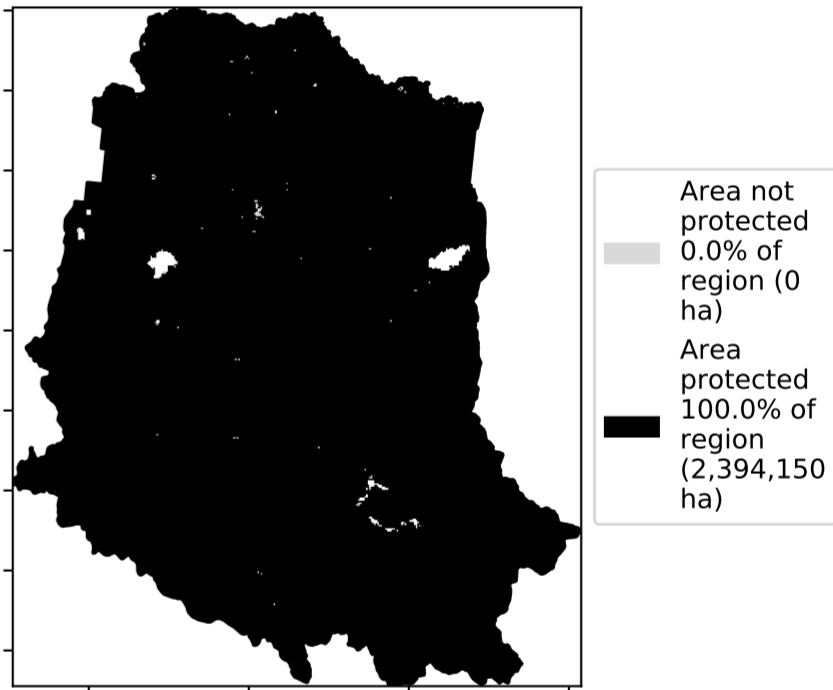 Area not
protected
0.0% of
region (0
ha)
Area
protected
100.0% of
region
(2,394,150
ha)